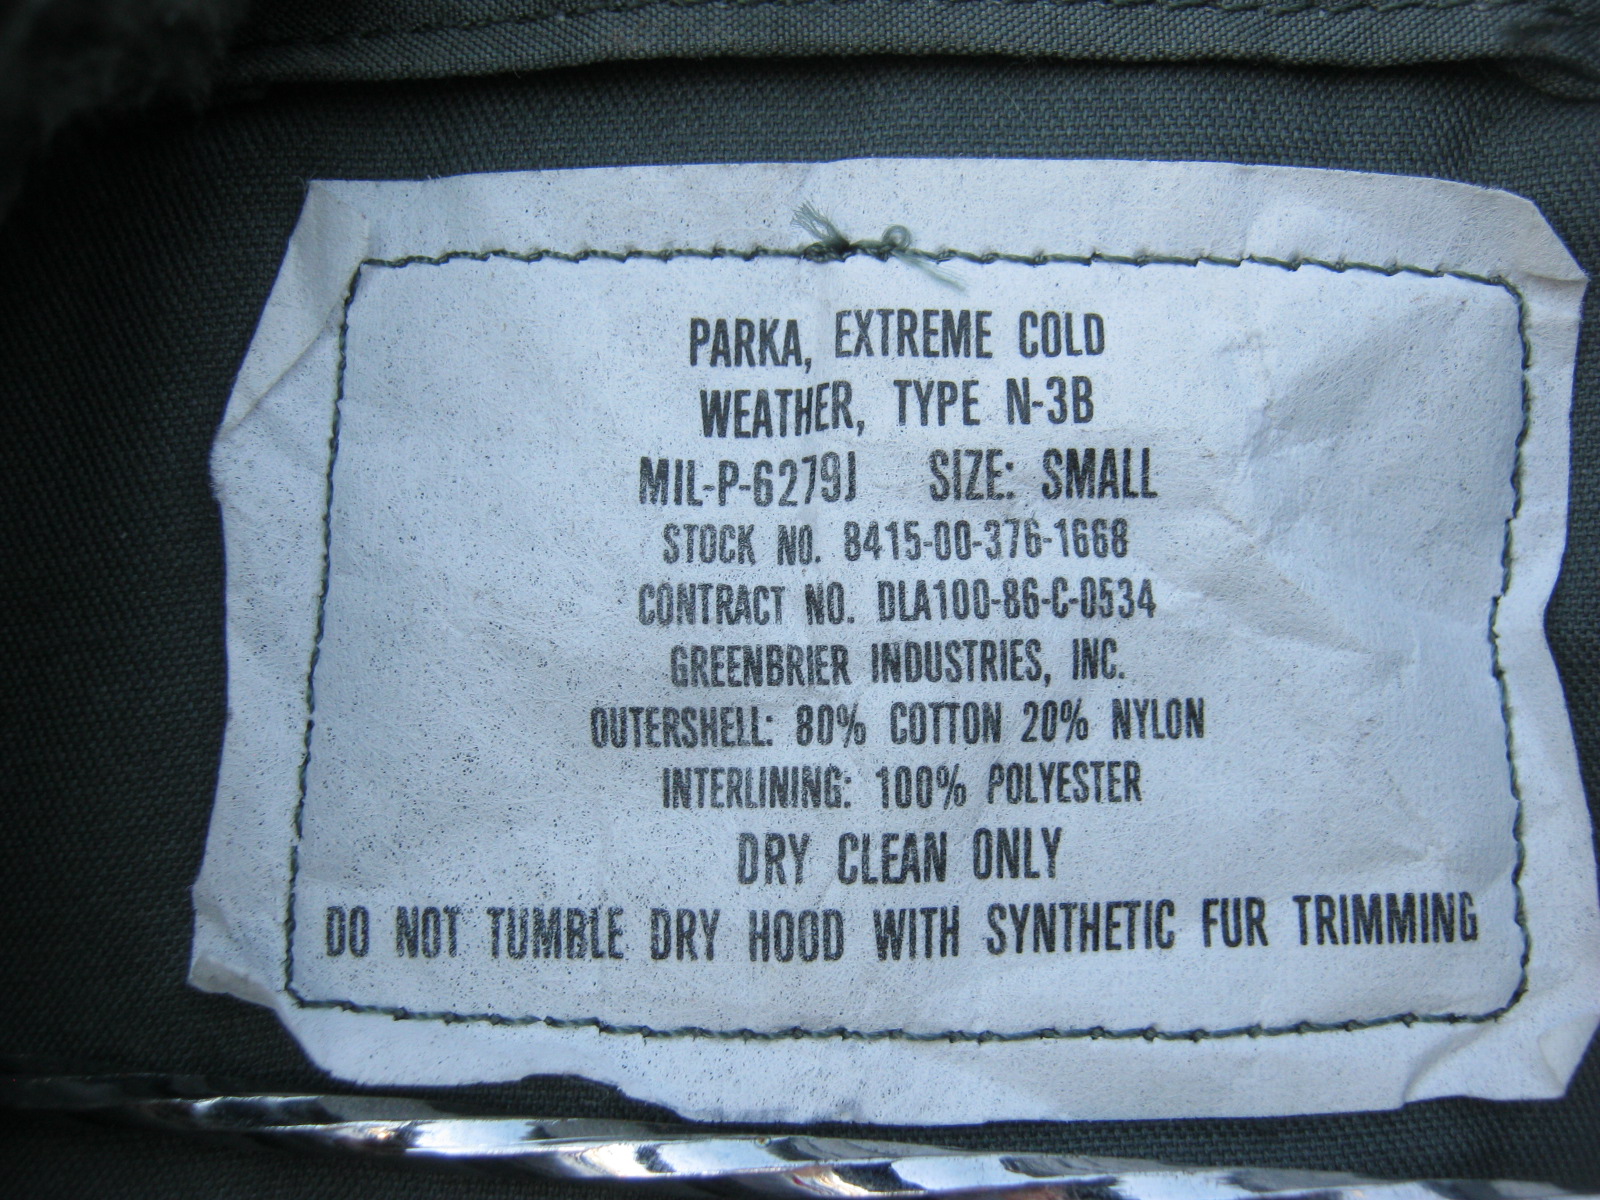 PARKA, EXTREME COLD
WEATHER, TYPE N-3B
MIL-P-6279J SIZE: SMALL
STOCK NO. 8415-00-376-1668
CONTRACT NO. DLA100-86-C-0534
GREENBRIER INDUSTRIES, INC.
OUTERSHELL: 80% COTTON 20% NYLON
INTERLINING: 100% POLYESTER
DRY CLEAN ONLY
DO NOT TUMBLE DRY HOOD WITH SYNTHETIC FUR TRIMMING